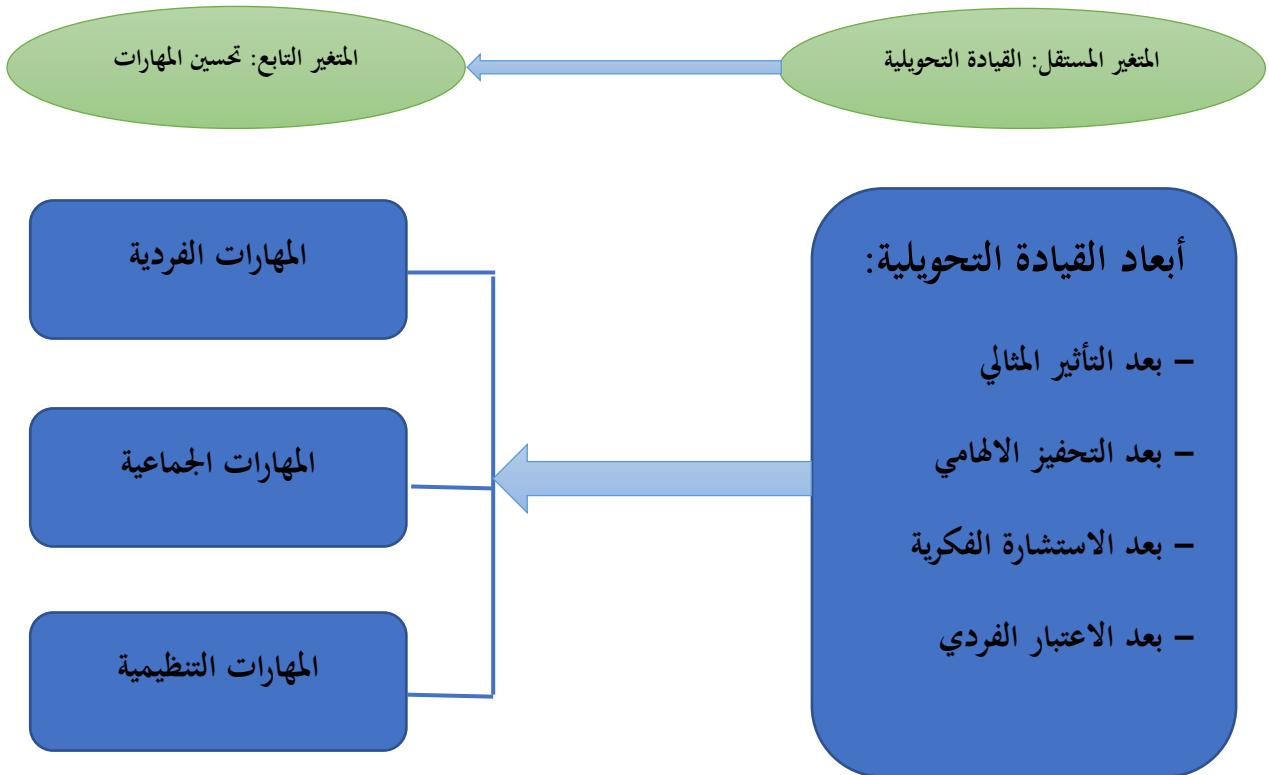 المتغير المستقل: القيادة التحويلية
المتغير التابع: تحسين المهارات
أبعاد القيادة التحويلية:
– بعد التأثير المثالي
– بعد التحفيز الالهامي
– بعد الاستشارة الفكرية
– بعد الاعتبار الفردي
المهارات الفردية
المهارات الجماعية
المهارات التنظيمية